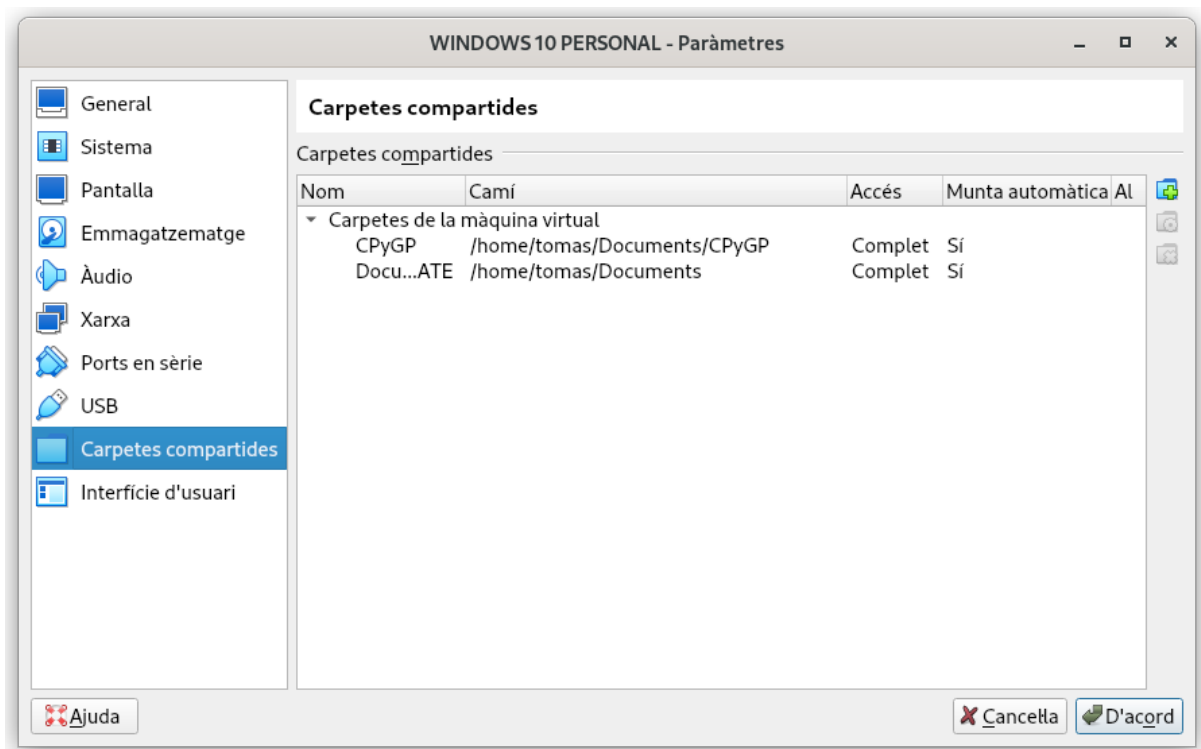 WINDOWS 10 PERSONAL - Paràmetres
General
Sistema
Pantalla
Emmagatzematge
Àudio
Xarxa
Ports en sèrie
USB
Carpetes compartides
Interfície d'usuari
Carpetes compartides
Carpetes compartides
Nom Camí Accés Munta automàtica Al
Carpetes de la màquina virtual
CPyGP /home/tomas/Documents/CPyGP Complet Sí
Docu...ATE /home/tomas/Documents Complet Sí
Ajuda Cancel·la D'acord